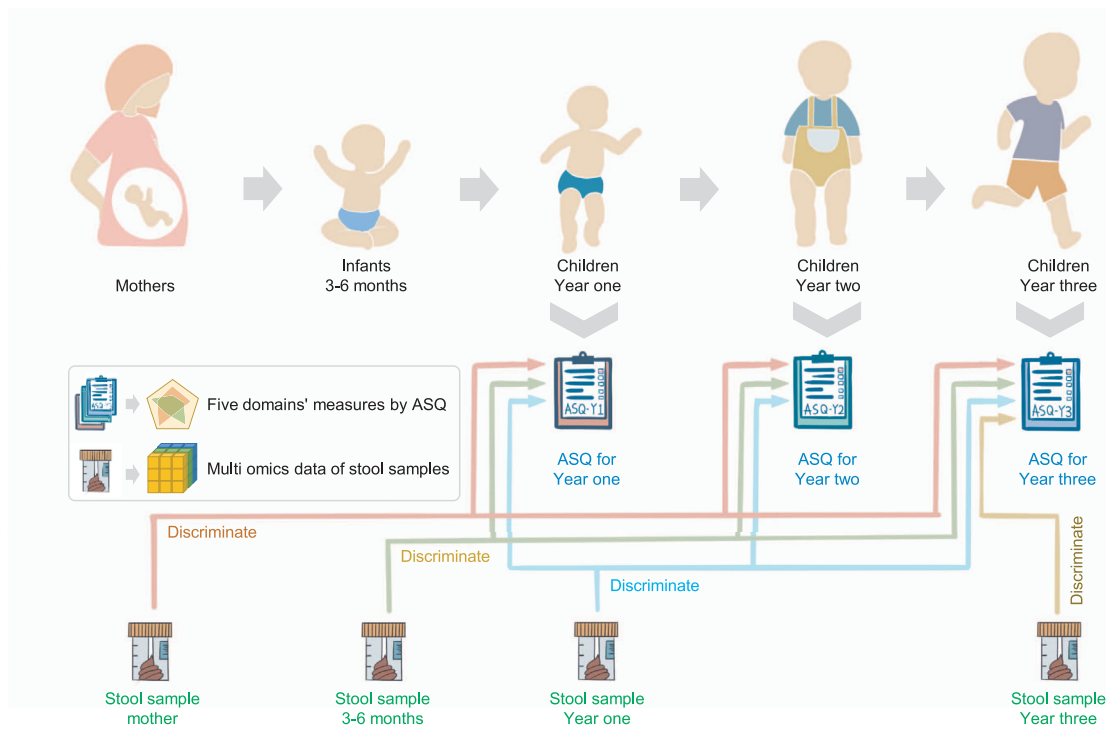 Mothers
Infants
3-6 months
Children
Year one
Children
Year two
Children
Year three
Five domains' measures by ASQ
Multi omics data of stool samples
ASQ
ASQ-Y1
ASQ-Y2
ASQ-Y3
ASQ for
Year one
ASQ for
Year two
ASQ for
Year three
Discriminate
Discriminate
Discriminate
Discriminate
Stool sample
mother
Stool sample
3-6 months
Stool sample
Year one
Stool sample
Year three